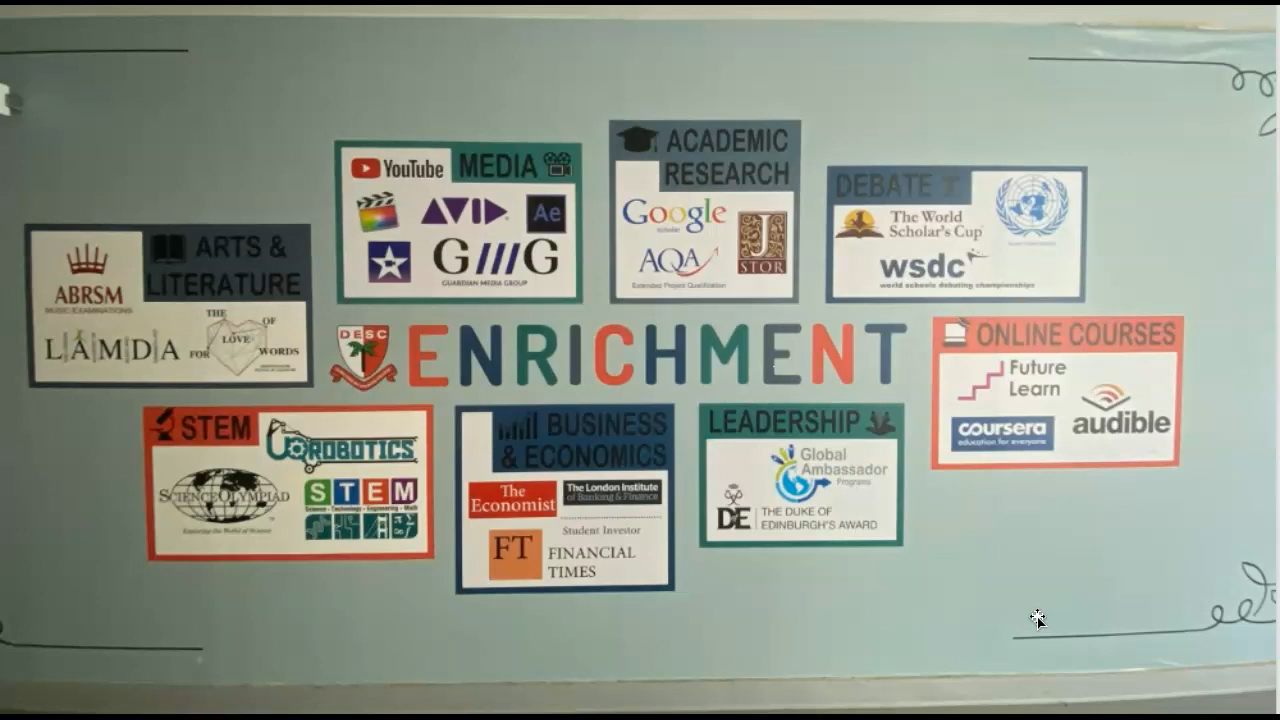 YouTube MEDIA
AVID
Ae
G///G
GUARDIAN MEDIA GROUP
ACADEMIC
RESEARCH
Google
Scholar
AQA
Extended Project Qualification
J
STOR
DEBATE
The World
Scholar's Cup
wsdc
world schools debating championships
ARTS &
LITERATURE
ABRSM
MUSIC EXAMINATIONS
LAMDA
THE
LOVE
OF
FOR
WORDS
DESC
ENRICHMENT
ONLINE COURSES
Future
Learn
coursera
education for everyone
audible
STEM
ROBOTICS
SCIENCE OLYMPIAD
Exploring the World of Science
STEM
Science - Technology - Engineering - Math
BUSINESS
& ECONOMICS
The
Economist
The London Institute
of Banking & Finance
Student Investor
FT
FINANCIAL
TIMES
LEADERSHIP
Global
Ambassador
Programs
DE
THE DUKE OF
EDINBURGH'S AWARD